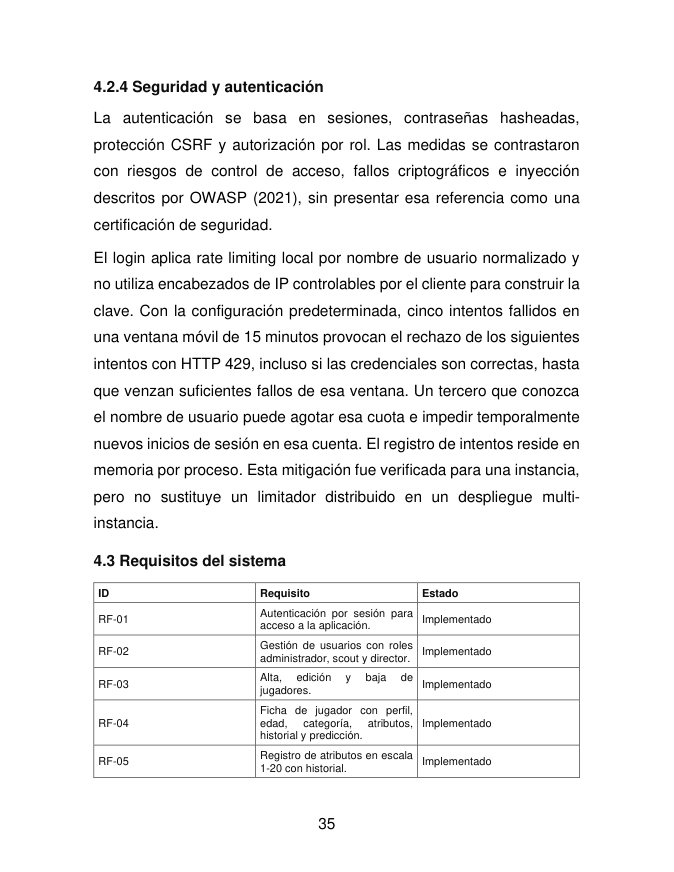 4.2.4 Seguridad y autenticación
La autenticación se basa en sesiones, contraseñas hasheadas,
protección CSRF y autorización por rol. Las medidas se contrastaron
con riesgos de control de acceso, fallos criptográficos e inyección
descritos por OWASP (2021), sin presentar esa referencia como una
certificación de seguridad.
El login aplica rate limiting local por nombre de usuario normalizado y
no utiliza encabezados de IP controlables por el cliente para construir la
clave. Con la configuración predeterminada, cinco intentos fallidos en
una ventana móvil de 15 minutos provocan el rechazo de los siguientes
intentos con HTTP 429, incluso si las credenciales son correctas, hasta
que venzan suficientes fallos de esa ventana. Un tercero que conozca
el nombre de usuario puede agotar esa cuota e impedir temporalmente
nuevos inicios de sesión en esa cuenta. El registro de intentos reside en
memoria por proceso. Esta mitigación fue verificada para una instancia,
pero no sustituye un limitador distribuido en un despliegue multi-
instancia.
4.3 Requisitos del sistema
ID Requisito Estado
RF-01 Autenticación por sesión para
acceso a la aplicación. Implementado
RF-02 Gestión de usuarios con roles
administrador, scout y director. Implementado
RF-03 Alta, edición y baja de
jugadores. Implementado
RF-04 Ficha de jugador con perfil,
edad, categoría, atributos,
historial y predicción. Implementado
RF-05 Registro de atributos en escala
1-20 con historial. Implementado
35